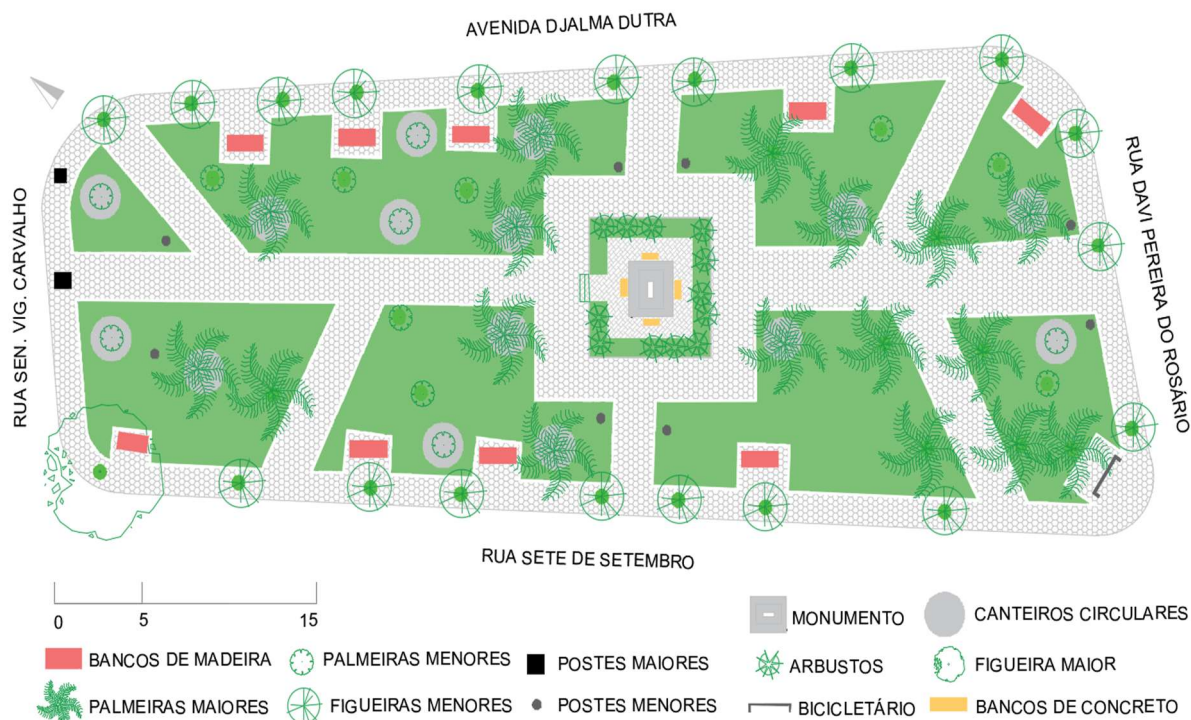 AVENIDA DJALMA DUTRA
RUA SEN. VIG. CARVALHO
RUA DAVI PEREIRA DO ROSÁRIO
RUA SETE DE SETEMBRO
0 5 15
MONUMENTO
CANTEIROS CIRCULARES
BANCOS DE MADEIRA
PALMEIRAS MENORES
POSTES MAIORES
ARBUSTOS
FIGUEIRA MAIOR
PALMEIRAS MAIORES
FIGUEIRAS MENORES
POSTES MENORES
BICICLETÁRIO
BANCOS DE CONCRETO